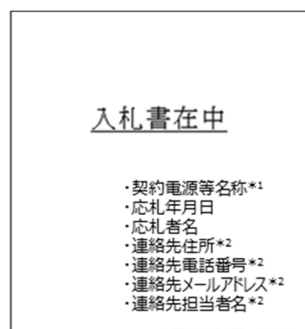 入札書在中
・契約電源等名称*1
・応札年月日
・応札者名
・連絡先住所*2
・連絡先電話番号*2
・連絡先メールアドレス*2
・連絡先担当者名*2